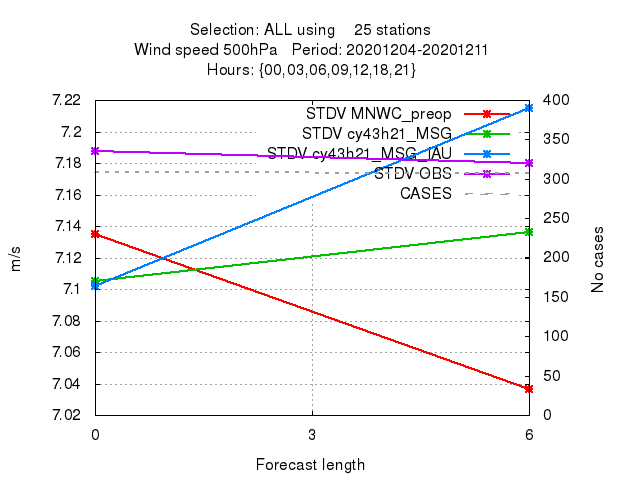 Selection: ALL using 25 stations
Wind speed 500hPa Period: 20201204-20201211
Hours: {00,03,06,09,12,18,21}
7.22
7.2
7.18
7.16
7.14
7.12
7.1
7.08
7.06
7.04
7.02
m/s
STDV MNWC_preop
STDV cy43h21_MSG
STDV cy43h21_MSG_IAU
STDV OBS
CASES
400
350
300
250
200
150
100
50
0
No cases
0 3 6
Forecast length